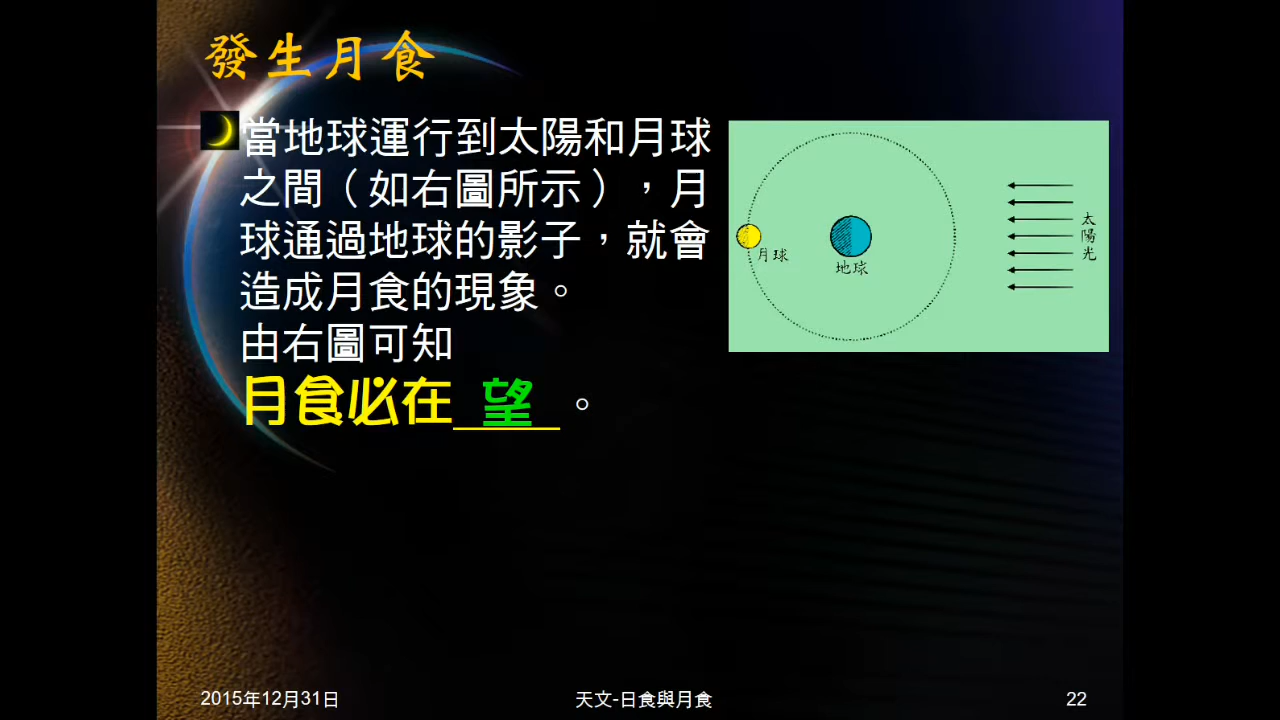 發生月食
當地球運行到太陽和月球
之間（如右圖所示），月
球通過地球的影子，就會
造成月食的現象。
由右圖可知
月食必在 望 。
月球
地球
太陽光
2015年12月31日
天文-日食與月食
22